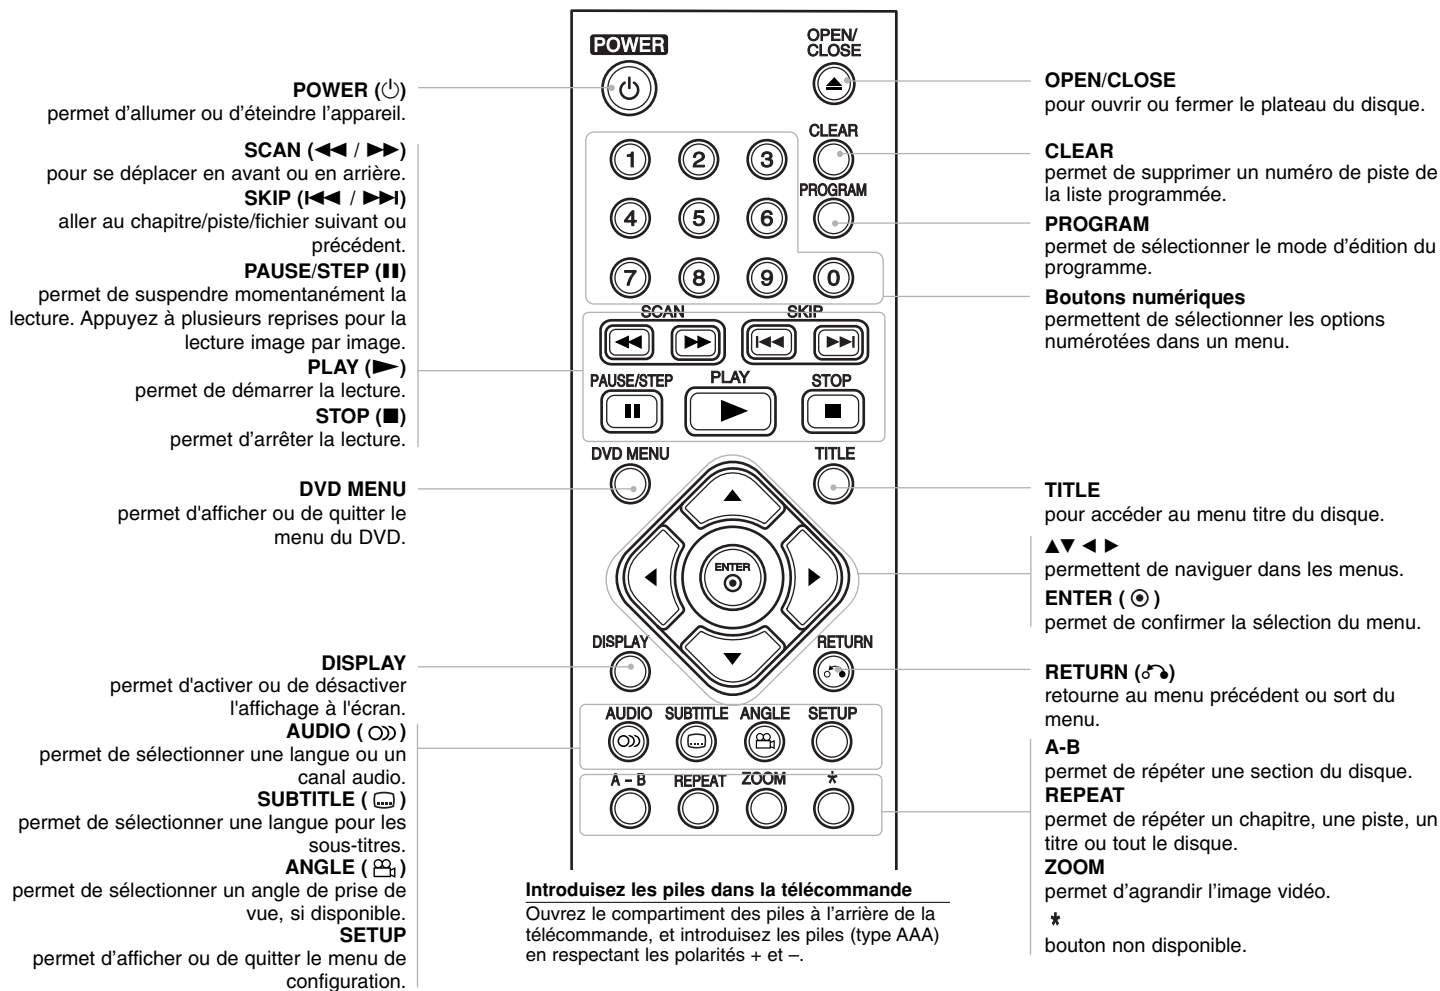 POWER (⏻)
permet d’allumer ou d’éteindre l’appareil.
SCAN (◀◀ / ▶▶)
pour se déplacer en avant ou en arrière.
SKIP (I◀◀ / ▶▶I)
aller au chapitre/piste/fichier suivant ou
précédent.
PAUSE/STEP (II)
permet de suspendre momentanément la
lecture. Appuyez à plusieurs reprises pour la
lecture image par image.
PLAY (▶)
permet de démarrer la lecture.
STOP (■)
permet d’arrêter la lecture.
DVD MENU
permet d'afficher ou de quitter le
menu du DVD.
DISPLAY
permet d'activer ou de désactiver
l'affichage à l'écran.
AUDIO ( )
permet de sélectionner une langue ou un
canal audio.
SUBTITLE ( )
permet de sélectionner une langue pour les
sous-titres.
ANGLE ( )
permet de sélectionner un angle de prise de
vue, si disponible.
SETUP
permet d’afficher ou de quitter le menu de
configuration.
POWER
OPEN/
CLOSE
CLEAR
1 2 3
PROGRAM
4 5 6
7 8 9 0
SCAN SKIP
◀◀ ▶▶ I◀◀ ▶▶I
PAUSE/STEP PLAY STOP
II ▶ ■
DVD MENU TITLE
▲
◀ ENTER ▶
◉
▼
DISPLAY RETURN
AUDIO SUBTITLE ANGLE SETUP
A – B REPEAT ZOOM *
Introduisez les piles dans la télécommande
Ouvrez le compartiment des piles à l’arrière de la
télécommande, et introduisez les piles (type AAA)
en respectant les polarités + et –.
OPEN/CLOSE
pour ouvrir ou fermer le plateau du disque.
CLEAR
permet de supprimer un numéro de piste de
la liste programmée.
PROGRAM
permet de sélectionner le mode d’édition du
programme.
Boutons numériques
permettent de sélectionner les options
numérotées dans un menu.
TITLE
pour accéder au menu titre du disque.
▲▼ ◀ ▶
permettent de naviguer dans les menus.
ENTER ( ◉ )
permet de confirmer la sélection du menu.
RETURN ( )
retourne au menu précédent ou sort du
menu.
A-B
permet de répéter une section du disque.
REPEAT
permet de répéter un chapitre, une piste, un
titre ou tout le disque.
ZOOM
permet d’agrandir l’image vidéo.
*
bouton non disponible.